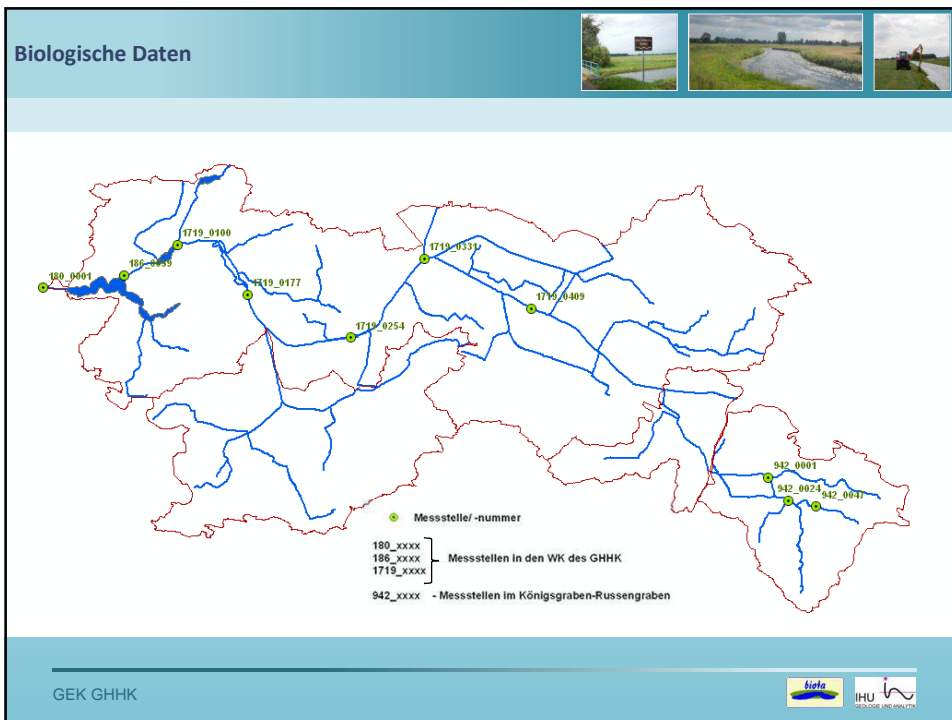 Biologische Daten
1719_0100
1719_0331
180_0001
1719_0177
1719_0409
1719_0254
942_0001
942_0024
942_0047
Messstelle/ -nummer
180_xxxx
186_xxxx
1719_xxxx
Messstellen in den WK des GHHK
942_xxxx - Messstellen im Königsgraben-Russengraben
GEK GHHK
biota
IHU
GEOLOGIE UND ANALYTIK